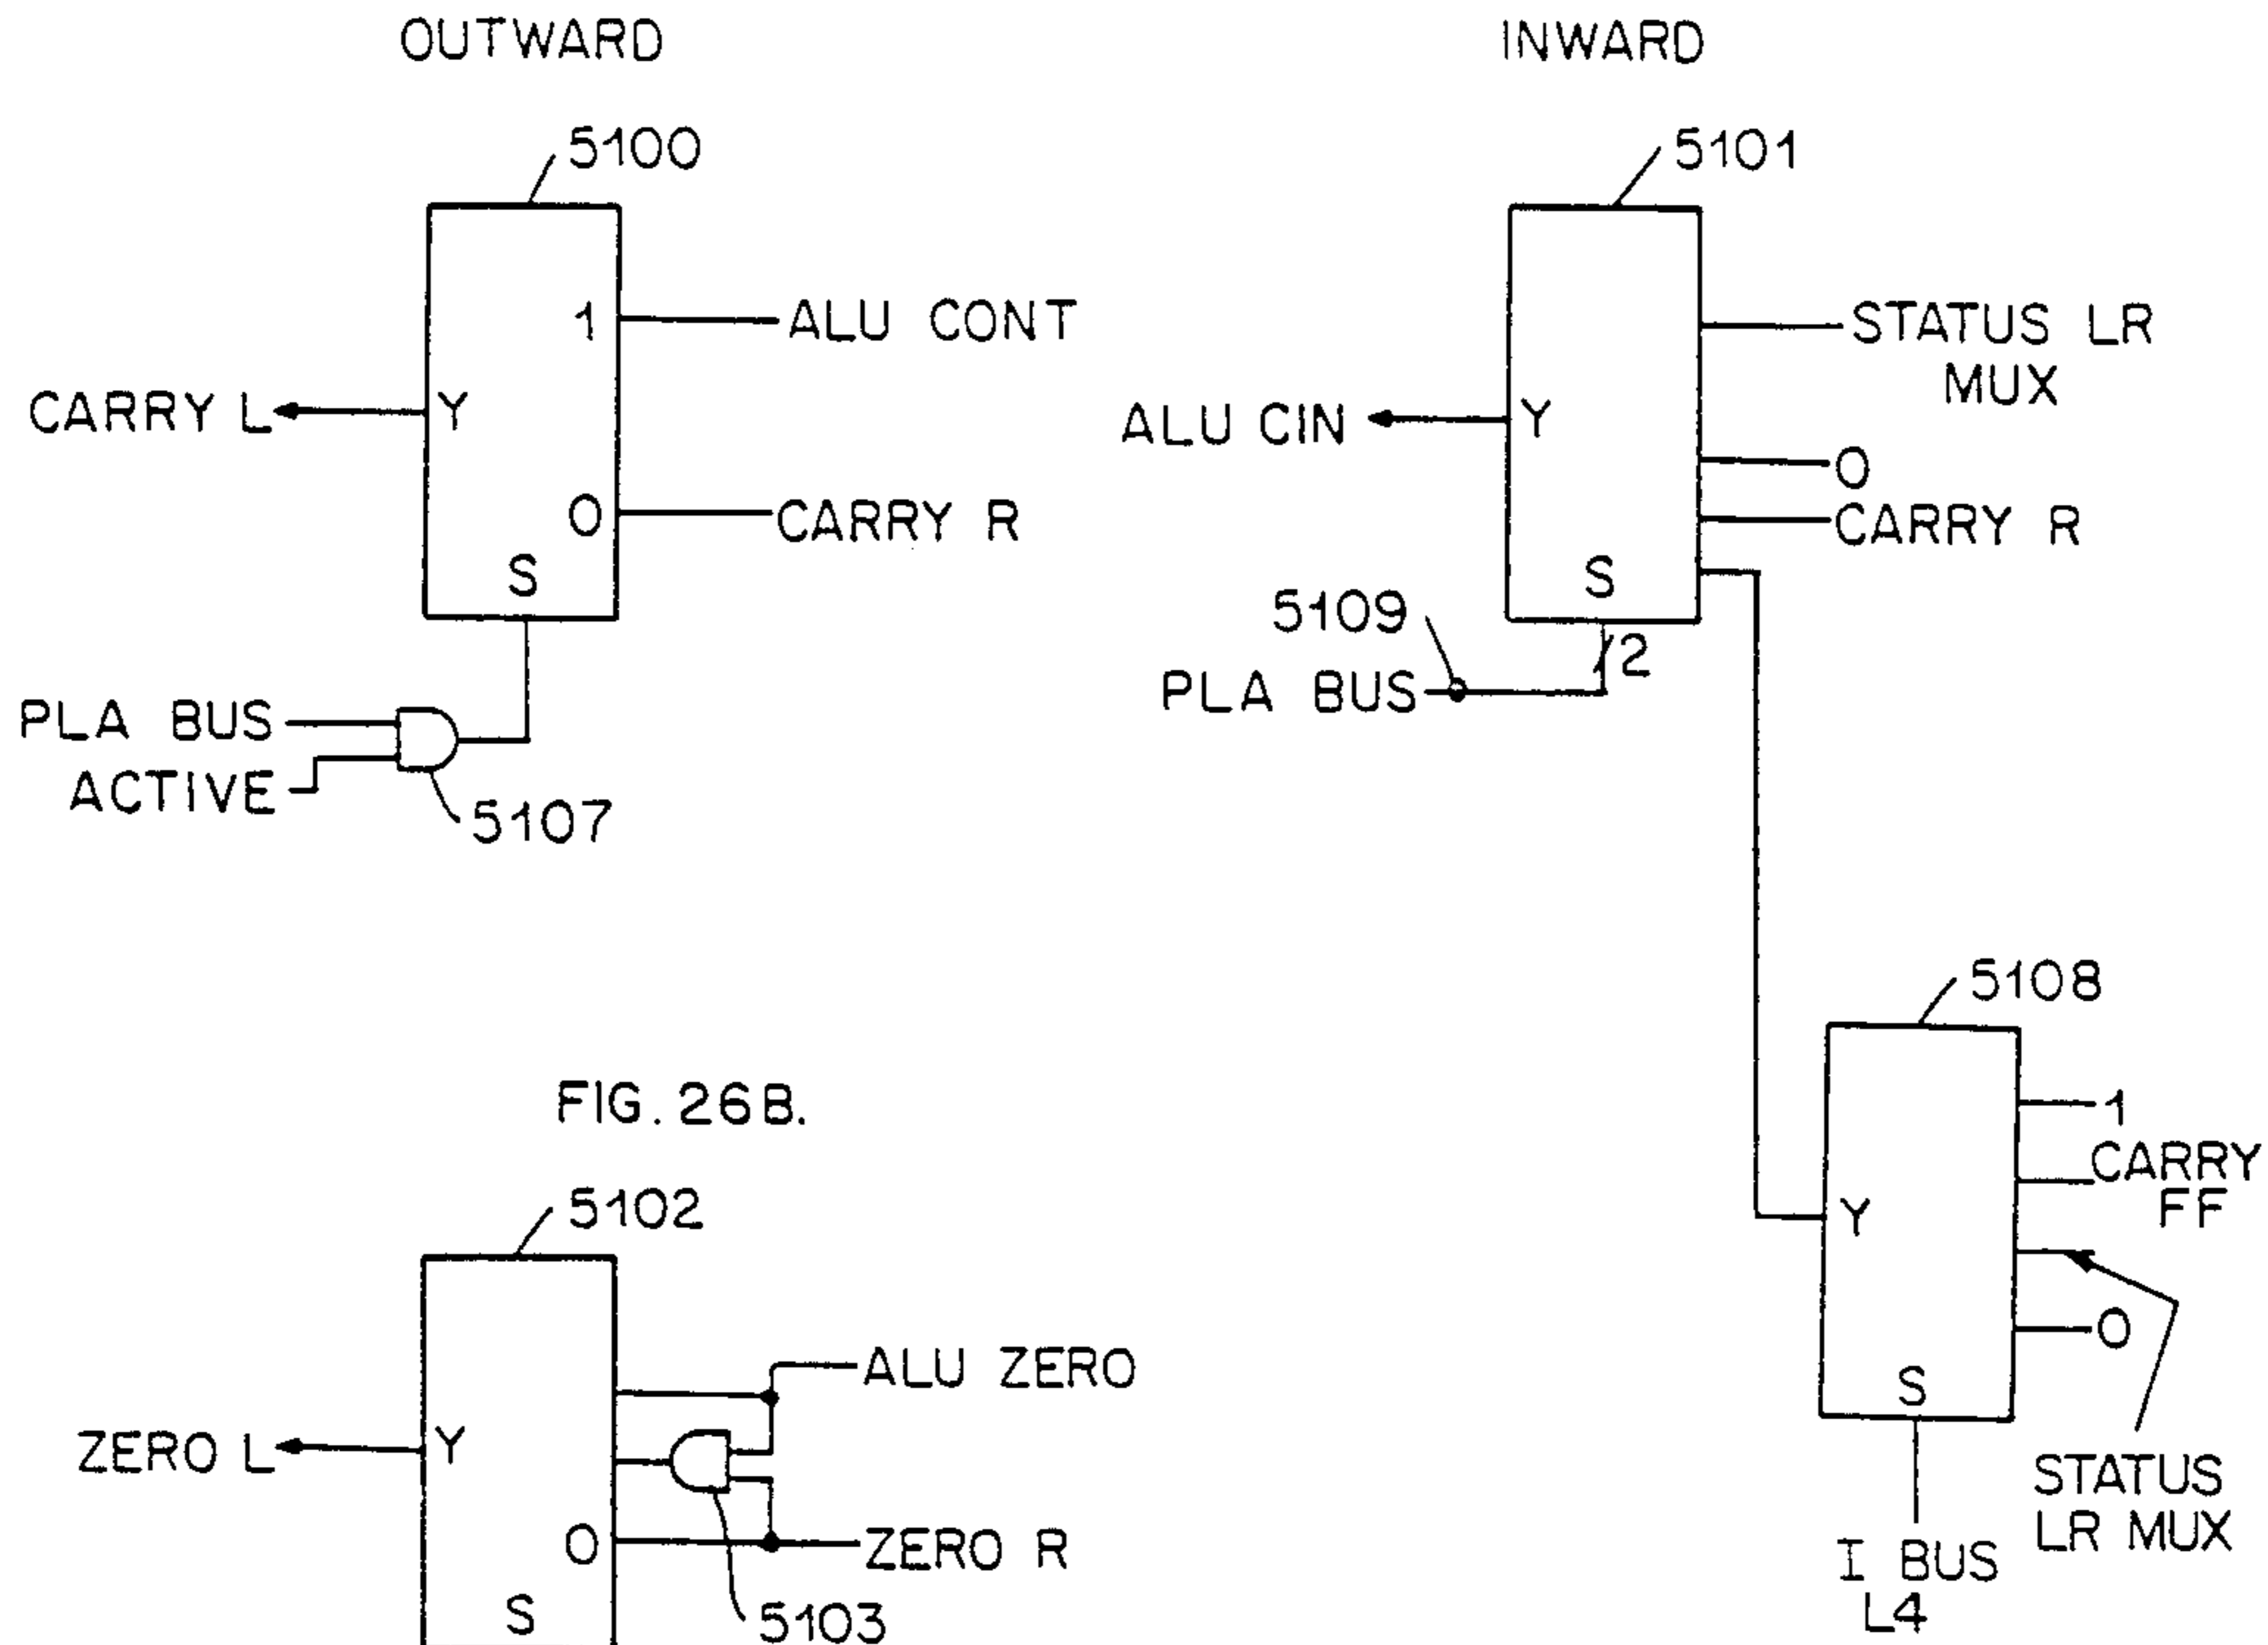 OUTWARD
5100
1
ALU CONT
CARRY L
Y
0
CARRY R
S
PLA BUS
ACTIVE
5107
INWARD
5101
STATUS LR
MUX
ALU CIN
Y
0
CARRY R
S
5109
2
PLA BUS
5108
1
CARRY
FF
Y
0
S
STATUS
LR MUX
I BUS
L4
FIG. 26B.
5102
ALU ZERO
ZERO L
Y
0
ZERO R
S
5103